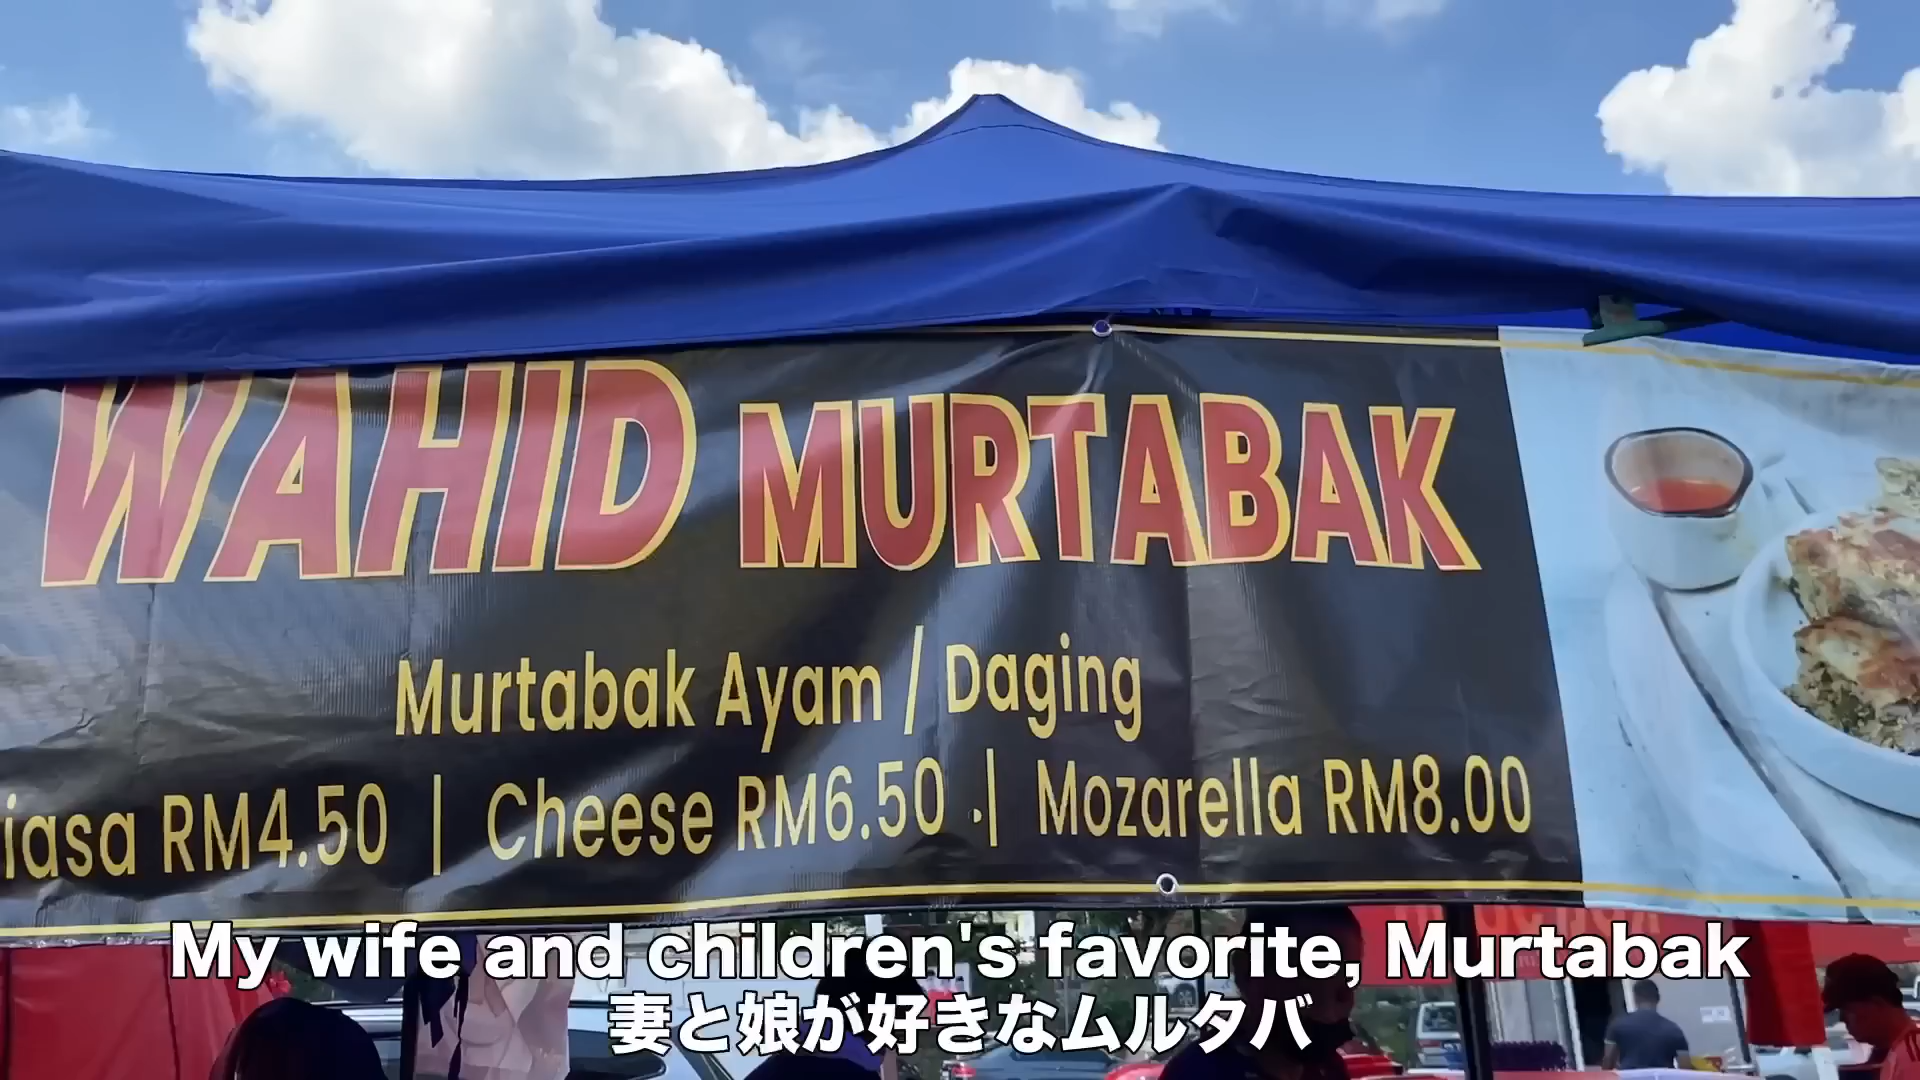 WAHID MURTABAK
Murtabak Ayam / Daging
iasa RM4.50 | Cheese RM6.50 | Mozarella RM8.00
My wife and children's favorite, Murtabak
妻と娘が好きなムルタバ